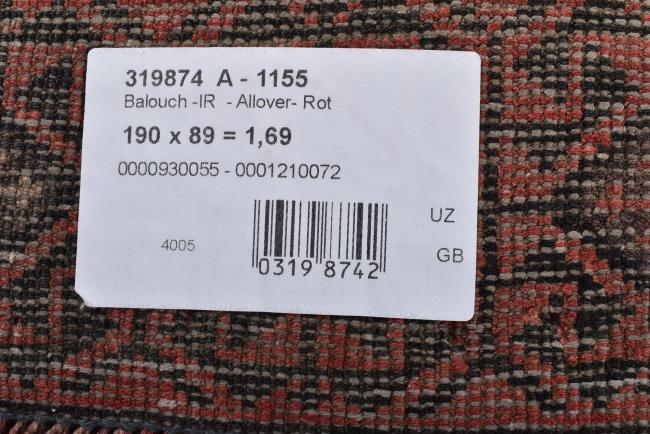 319874 A - 1155
Balouch -IR - Allover- Rot
190 x 89 = 1,69
0000930055 - 0001210072
UZ
4005
GB
0319 8742